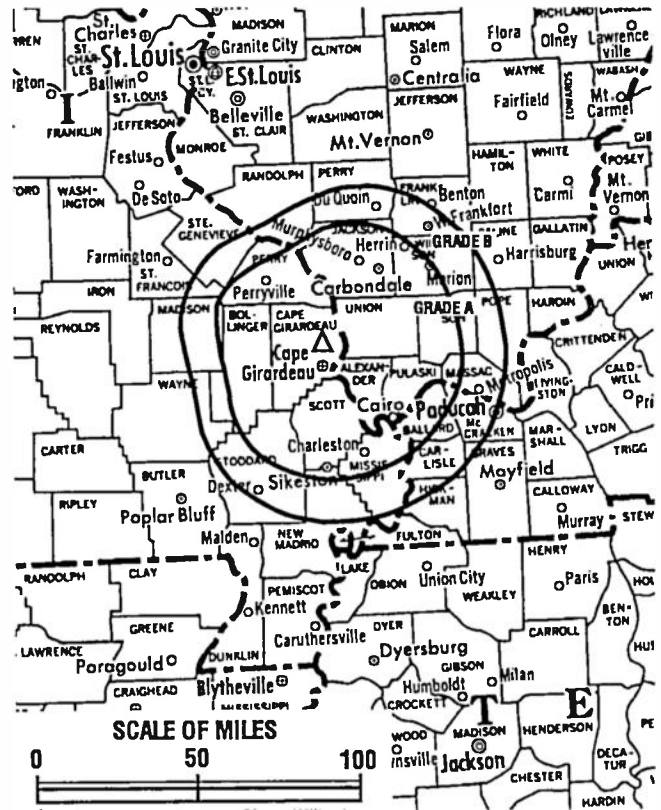 MADISON
MARION
RICHLAND
St. Charles
Granite City
CLINTON
Salem
Flora
Olney
Lawrenceville
ST. CHARLES
St. Louis
E. St. Louis
Centralia
WAYNE
EDWARDS
WABASH
Ballwin
ST. LOUIS
Belleville
JEFFERSON
Fairfield
Mt. Carmel
I
FRANKLIN
JEFFERSON
ST. CLAIR
WASHINGTON
Mt. Vernon
Festus
MONROE
HAMILTON
WHITE
POSEY
RANDOLPH
PERRY
WASHINGTON
De Soto
Du Quoin
Benton
Carmi
Mt. Vernon
STE. GENEVIEVE
Murphysboro
JACKSON
W. Frankfort
GALLATIN
Herrin
GRADE B
Harrisburg
UNION
Farmington
ST. FRANCOIS
PERRY
Carbondale
Marion
IRON
Perryville
MADISON
BOLLINGER
CAPE GIRARDEAU
UNION
GRADE A
POPE
HARDIN
REYNOLDS
CRITTENDEN
Cape Girardeau
ALEXANDER
PULASKI
MASSAC
Metropolis
LIVINGSTON
CALDWELL
WAYNE
SCOTT
Cairo
Paducah
BALLARD
McCRACKEN
MARSHALL
LYON
CARTER
Charleston
CARLISLE
GRAVES
TRIGG
STODDARD
MISSISSIPPI
Mayfield
BUTLER
Dexter
Sikeston
HICKMAN
RIPLEY
Poplar Bluff
CALLOWAY
Murray
STEW
Malden
NEW MADRID
FULTON
HENRY
RANDOLPH
CLAY
LAKE
OBION
Union City
WEAKLEY
Paris
PEMISCOT
Kennett
BENTON
GREENE
Caruthersville
DYER
CARROLL
LAWRENCE
Paragould
DUNKLIN
Dyersburg
GIBSON
Milan
CRAIGHEAD
Blytheville
Humboldt
CROCKETT
MISSISSIPPI
T
E
SCALE OF MILES
MADISON
HENDERSON
0 50 100
Jackson
DECATUR
CHESTER
HARDIN